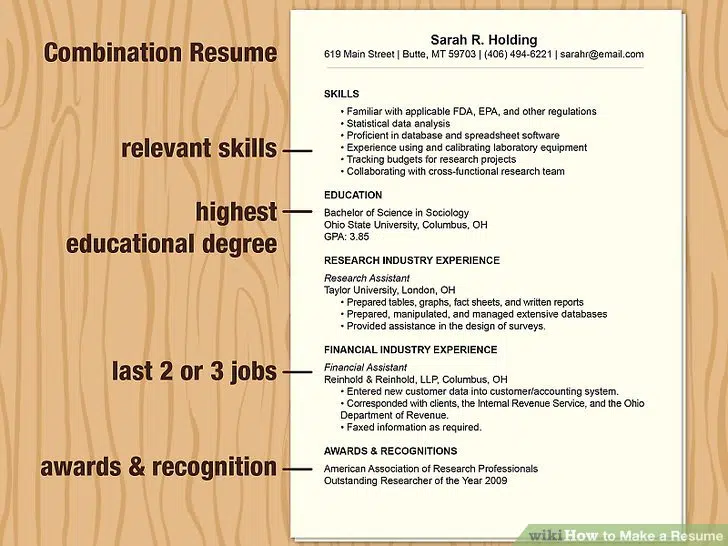 Combination Resume
relevant skills
highest
educational degree
last 2 or 3 jobs
awards & recognition
Sarah R. Holding
619 Main Street | Butte, MT 59703 | (406) 494-6221 | sarahr@email.com
SKILLS
• Familiar with applicable FDA, EPA, and other regulations
• Statistical data analysis
• Proficient in database and spreadsheet software
• Experience using and calibrating laboratory equipment
• Tracking budgets for research projects
• Collaborating with cross-functional research team
EDUCATION
Bachelor of Science in Sociology
Ohio State University, Columbus, OH
GPA: 3.85
RESEARCH INDUSTRY EXPERIENCE
Research Assistant
Taylor University, London, OH
• Prepared tables, graphs, fact sheets, and written reports
• Prepared, manipulated, and managed extensive databases
• Provided assistance in the design of surveys.
FINANCIAL INDUSTRY EXPERIENCE
Financial Assistant
Reinhold & Reinhold, LLP, Columbus, OH
• Entered new customer data into customer/accounting system.
• Corresponded with clients, the Internal Revenue Service, and the Ohio
Department of Revenue.
• Faxed information as required.
AWARDS & RECOGNITIONS
American Association of Research Professionals
Outstanding Researcher of the Year 2009
wikiHow to Make a Resume